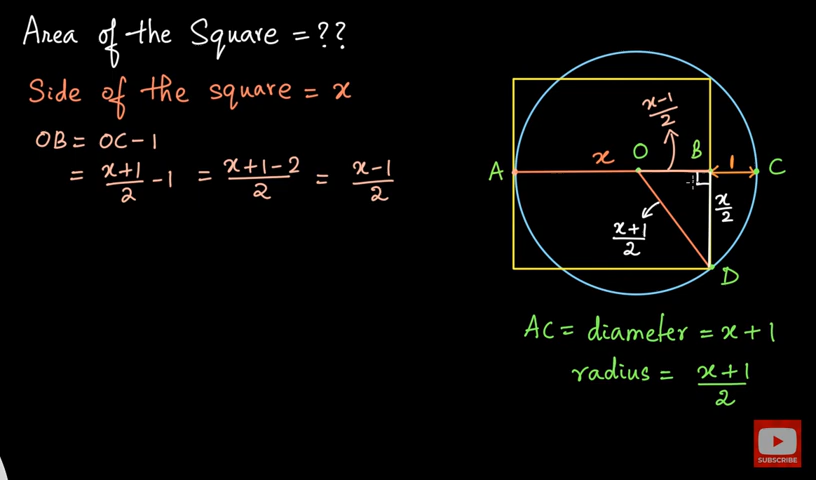 Area of the Square = ??
Side of the square = x
OB = OC - 1
= x+1/2 - 1 = x+1-2/2 = x-1/2
x-1/2
A x O B 1 C
x+1/2
x/2
D
AC = diameter = x + 1
radius = x+1/2
SUBSCRIBE